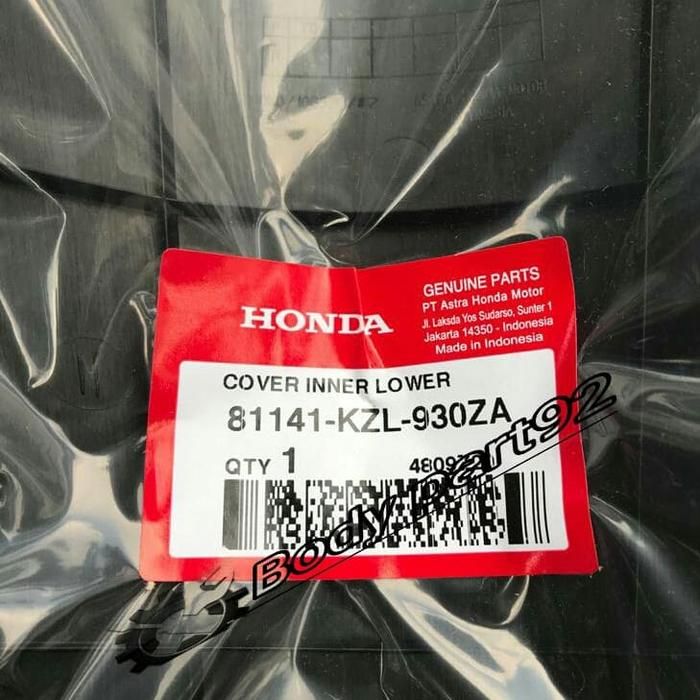 HONDA
GENUINE PARTS
PT Astra Honda Motor
Jl. Laksda Yos Sudarso, Sunter 1
Jakarta 14350 - Indonesia
Made in Indonesia
COVER INNER LOWER
81141-KZL-930ZA
QTY 1
Body Part92